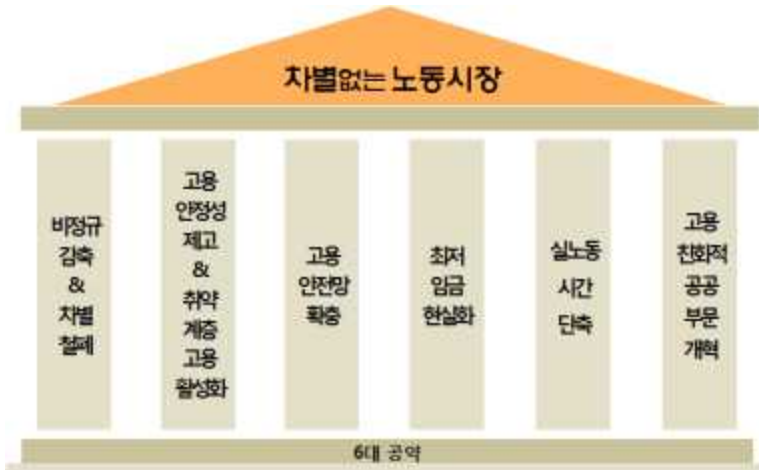 차별없는 노동시장
비정규
감축
&
차별
철폐
고용
안정성
제고
&
취약
계층
고용
활성화
고용
안전망
확충
최저
임금
현실화
실노동
시간
단축
고용
친화적
공공
부문
개혁
6대 공약